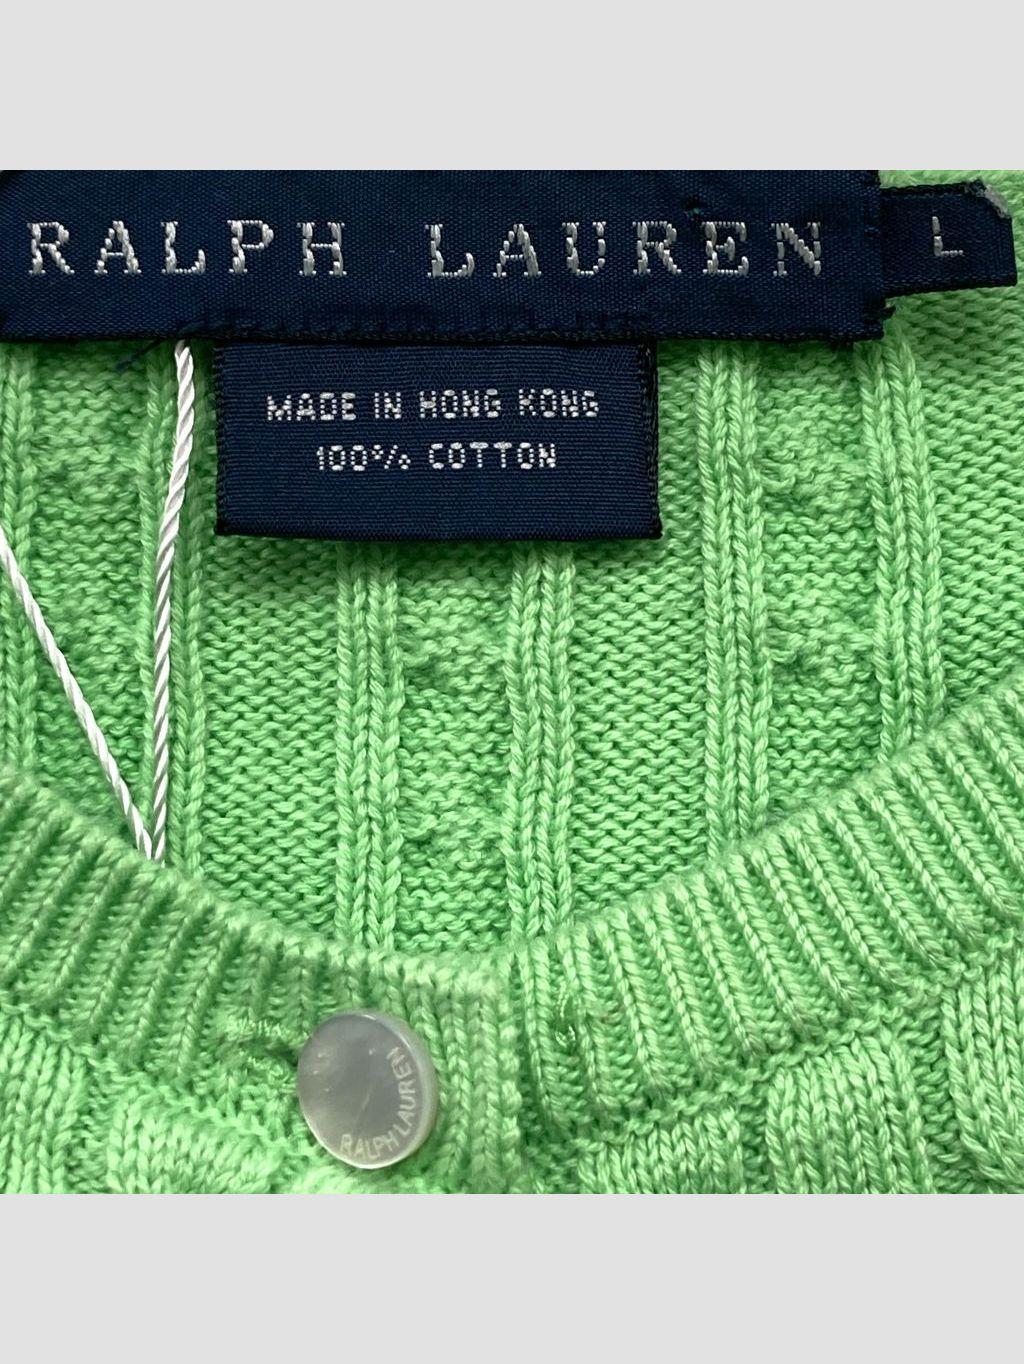 RALPH LAUREN
L
MADE IN HONG KONG
100% COTTON
RALPH LAUREN